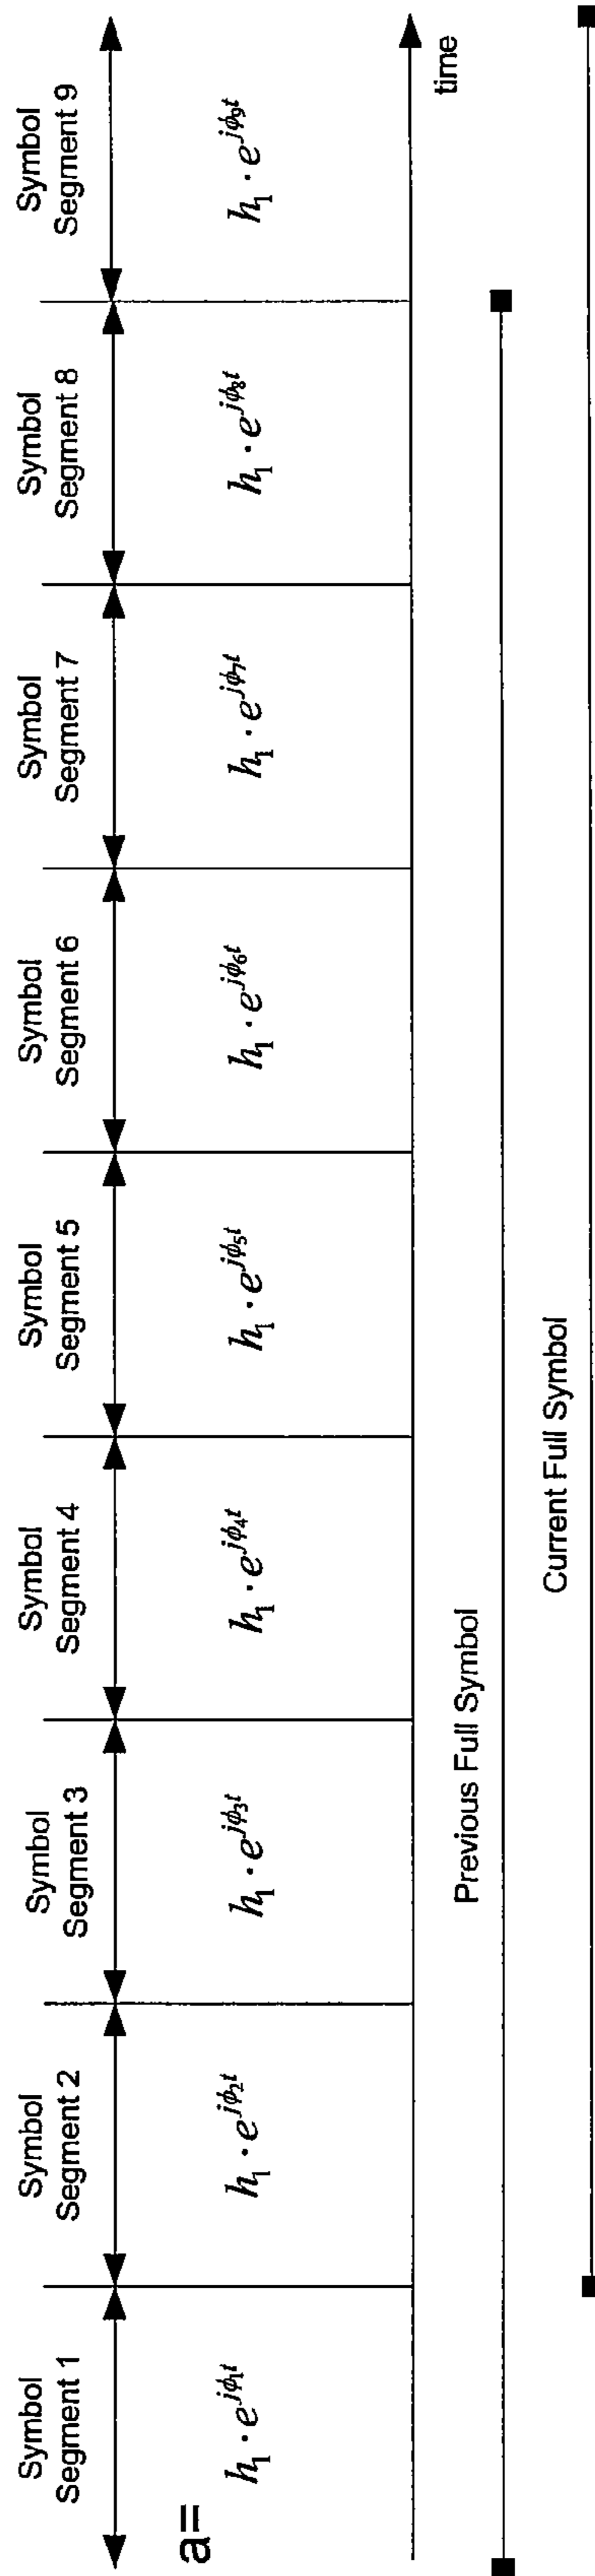 Symbol
Segment 1
Symbol
Segment 2
Symbol
Segment 3
Symbol
Segment 4
Symbol
Segment 5
Symbol
Segment 6
Symbol
Segment 7
Symbol
Segment 8
Symbol
Segment 9
a=
h₁ · e^{jϕ₁t}
h₁ · e^{jϕ₂t}
h₁ · e^{jϕ₃t}
h₁ · e^{jϕ₄t}
h₁ · e^{jϕ₅t}
h₁ · e^{jϕ₆t}
h₁ · e^{jϕ₇t}
h₁ · e^{jϕ₈t}
h₁ · e^{jϕ₉t}
time
Previous Full Symbol
Current Full Symbol